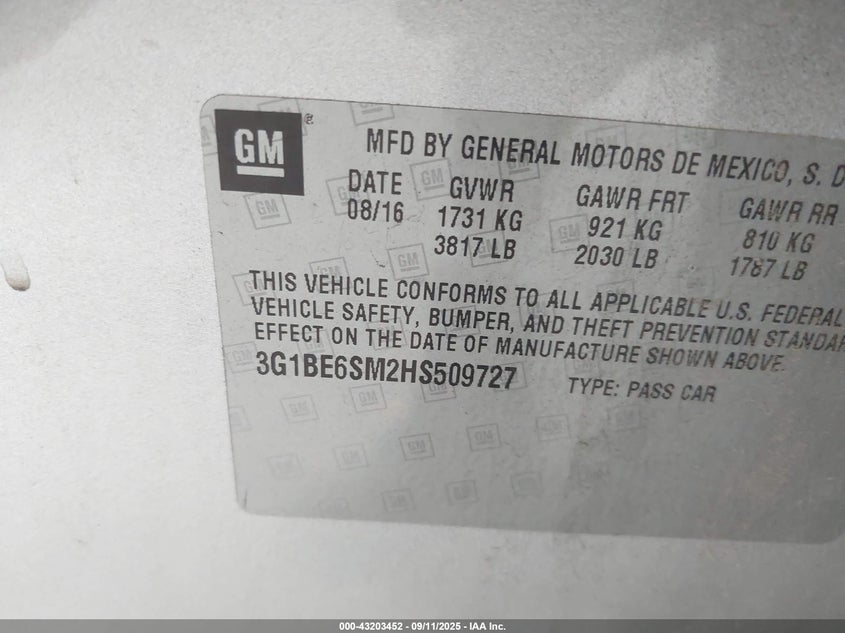 GM®
MFD BY GENERAL MOTORS DE MEXICO, S. D
DATE GVWR GAWR FRT GAWR RR
08/16 1731 KG 921 KG 810 KG
3817 LB 2030 LB 1787 LB
THIS VEHICLE CONFORMS TO ALL APPLICABLE U.S. FEDERAL
VEHICLE SAFETY, BUMPER, AND THEFT PREVENTION STANDAR
EFFECT ON THE DATE OF MANUFACTURE SHOWN ABOVE.
3G1BE6SM2HS509727 TYPE: PASS CAR
000-43203452 - 09/11/2025 - IAA Inc.